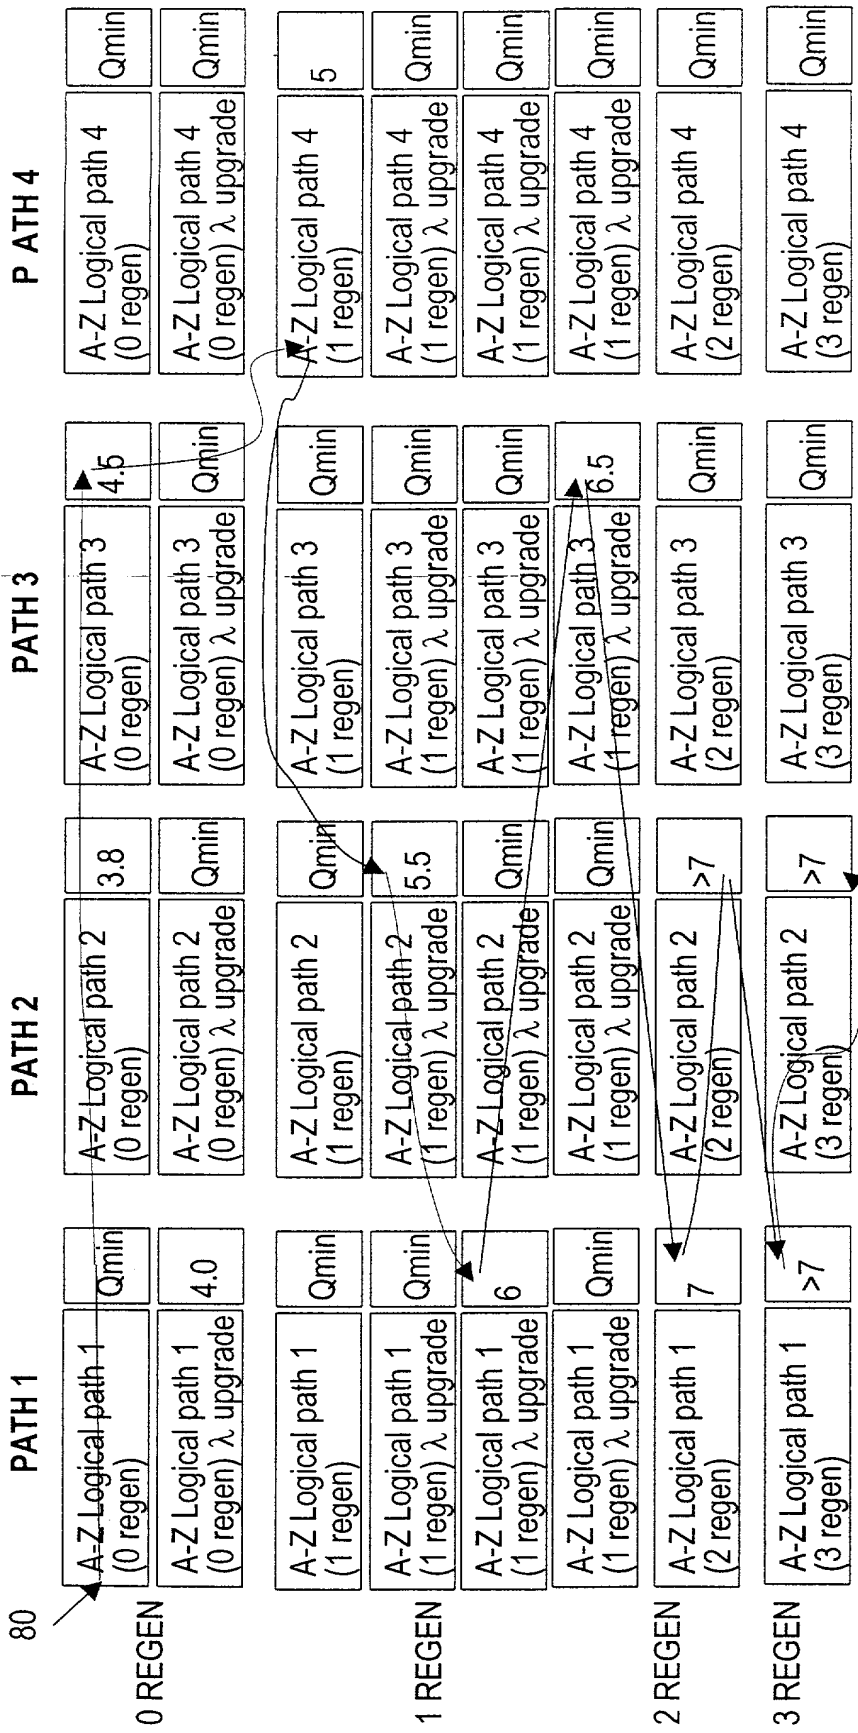 80
PATH 1
PATH 2
PATH 3
P ATH 4
0 REGEN
A-Z Logical path 1
(0 regen)
Qmin
A-Z Logical path 2
(0 regen)
3.8
A-Z Logical path 3
(0 regen)
4.5
A-Z Logical path 4
(0 regen)
Qmin
A-Z Logical path 1
(0 regen) λ upgrade
4.0
A-Z Logical path 2
(0 regen) λ upgrade
Qmin
A-Z Logical path 3
(0 regen) λ upgrade
Qmin
A-Z Logical path 4
(0 regen) λ upgrade
Qmin
1 REGEN
A-Z Logical path 1
(1 regen)
Qmin
A-Z Logical path 2
(1 regen)
Qmin
A-Z Logical path 3
(1 regen)
Qmin
A-Z Logical path 4
(1 regen)
5
A-Z Logical path 1
(1 regen) λ upgrade
Qmin
A-Z Logical path 2
(1 regen) λ upgrade
5.5
A-Z Logical path 3
(1 regen) λ upgrade
Qmin
A-Z Logical path 4
(1 regen) λ upgrade
Qmin
A-Z Logical path 1
(1 regen) λ upgrade
6
A-Z Logical path 2
(1 regen) λ upgrade
Qmin
A-Z Logical path 3
(1 regen) λ upgrade
Qmin
A-Z Logical path 4
(1 regen) λ upgrade
Qmin
A-Z Logical path 1
(1 regen) λ upgrade
Qmin
A-Z Logical path 2
(1 regen) λ upgrade
Qmin
A-Z Logical path 3
(1 regen) λ upgrade
6.5
A-Z Logical path 4
(1 regen) λ upgrade
Qmin
2 REGEN
A-Z Logical path 1
(2 regen)
7
A-Z Logical path 2
(2 regen)
>7
A-Z Logical path 3
(2 regen)
Qmin
A-Z Logical path 4
(2 regen)
Qmin
3 REGEN
A-Z Logical path 1
(3 regen)
>7
A-Z Logical path 2
(3 regen)
>7
A-Z Logical path 3
(3 regen)
Qmin
A-Z Logical path 4
(3 regen)
Qmin